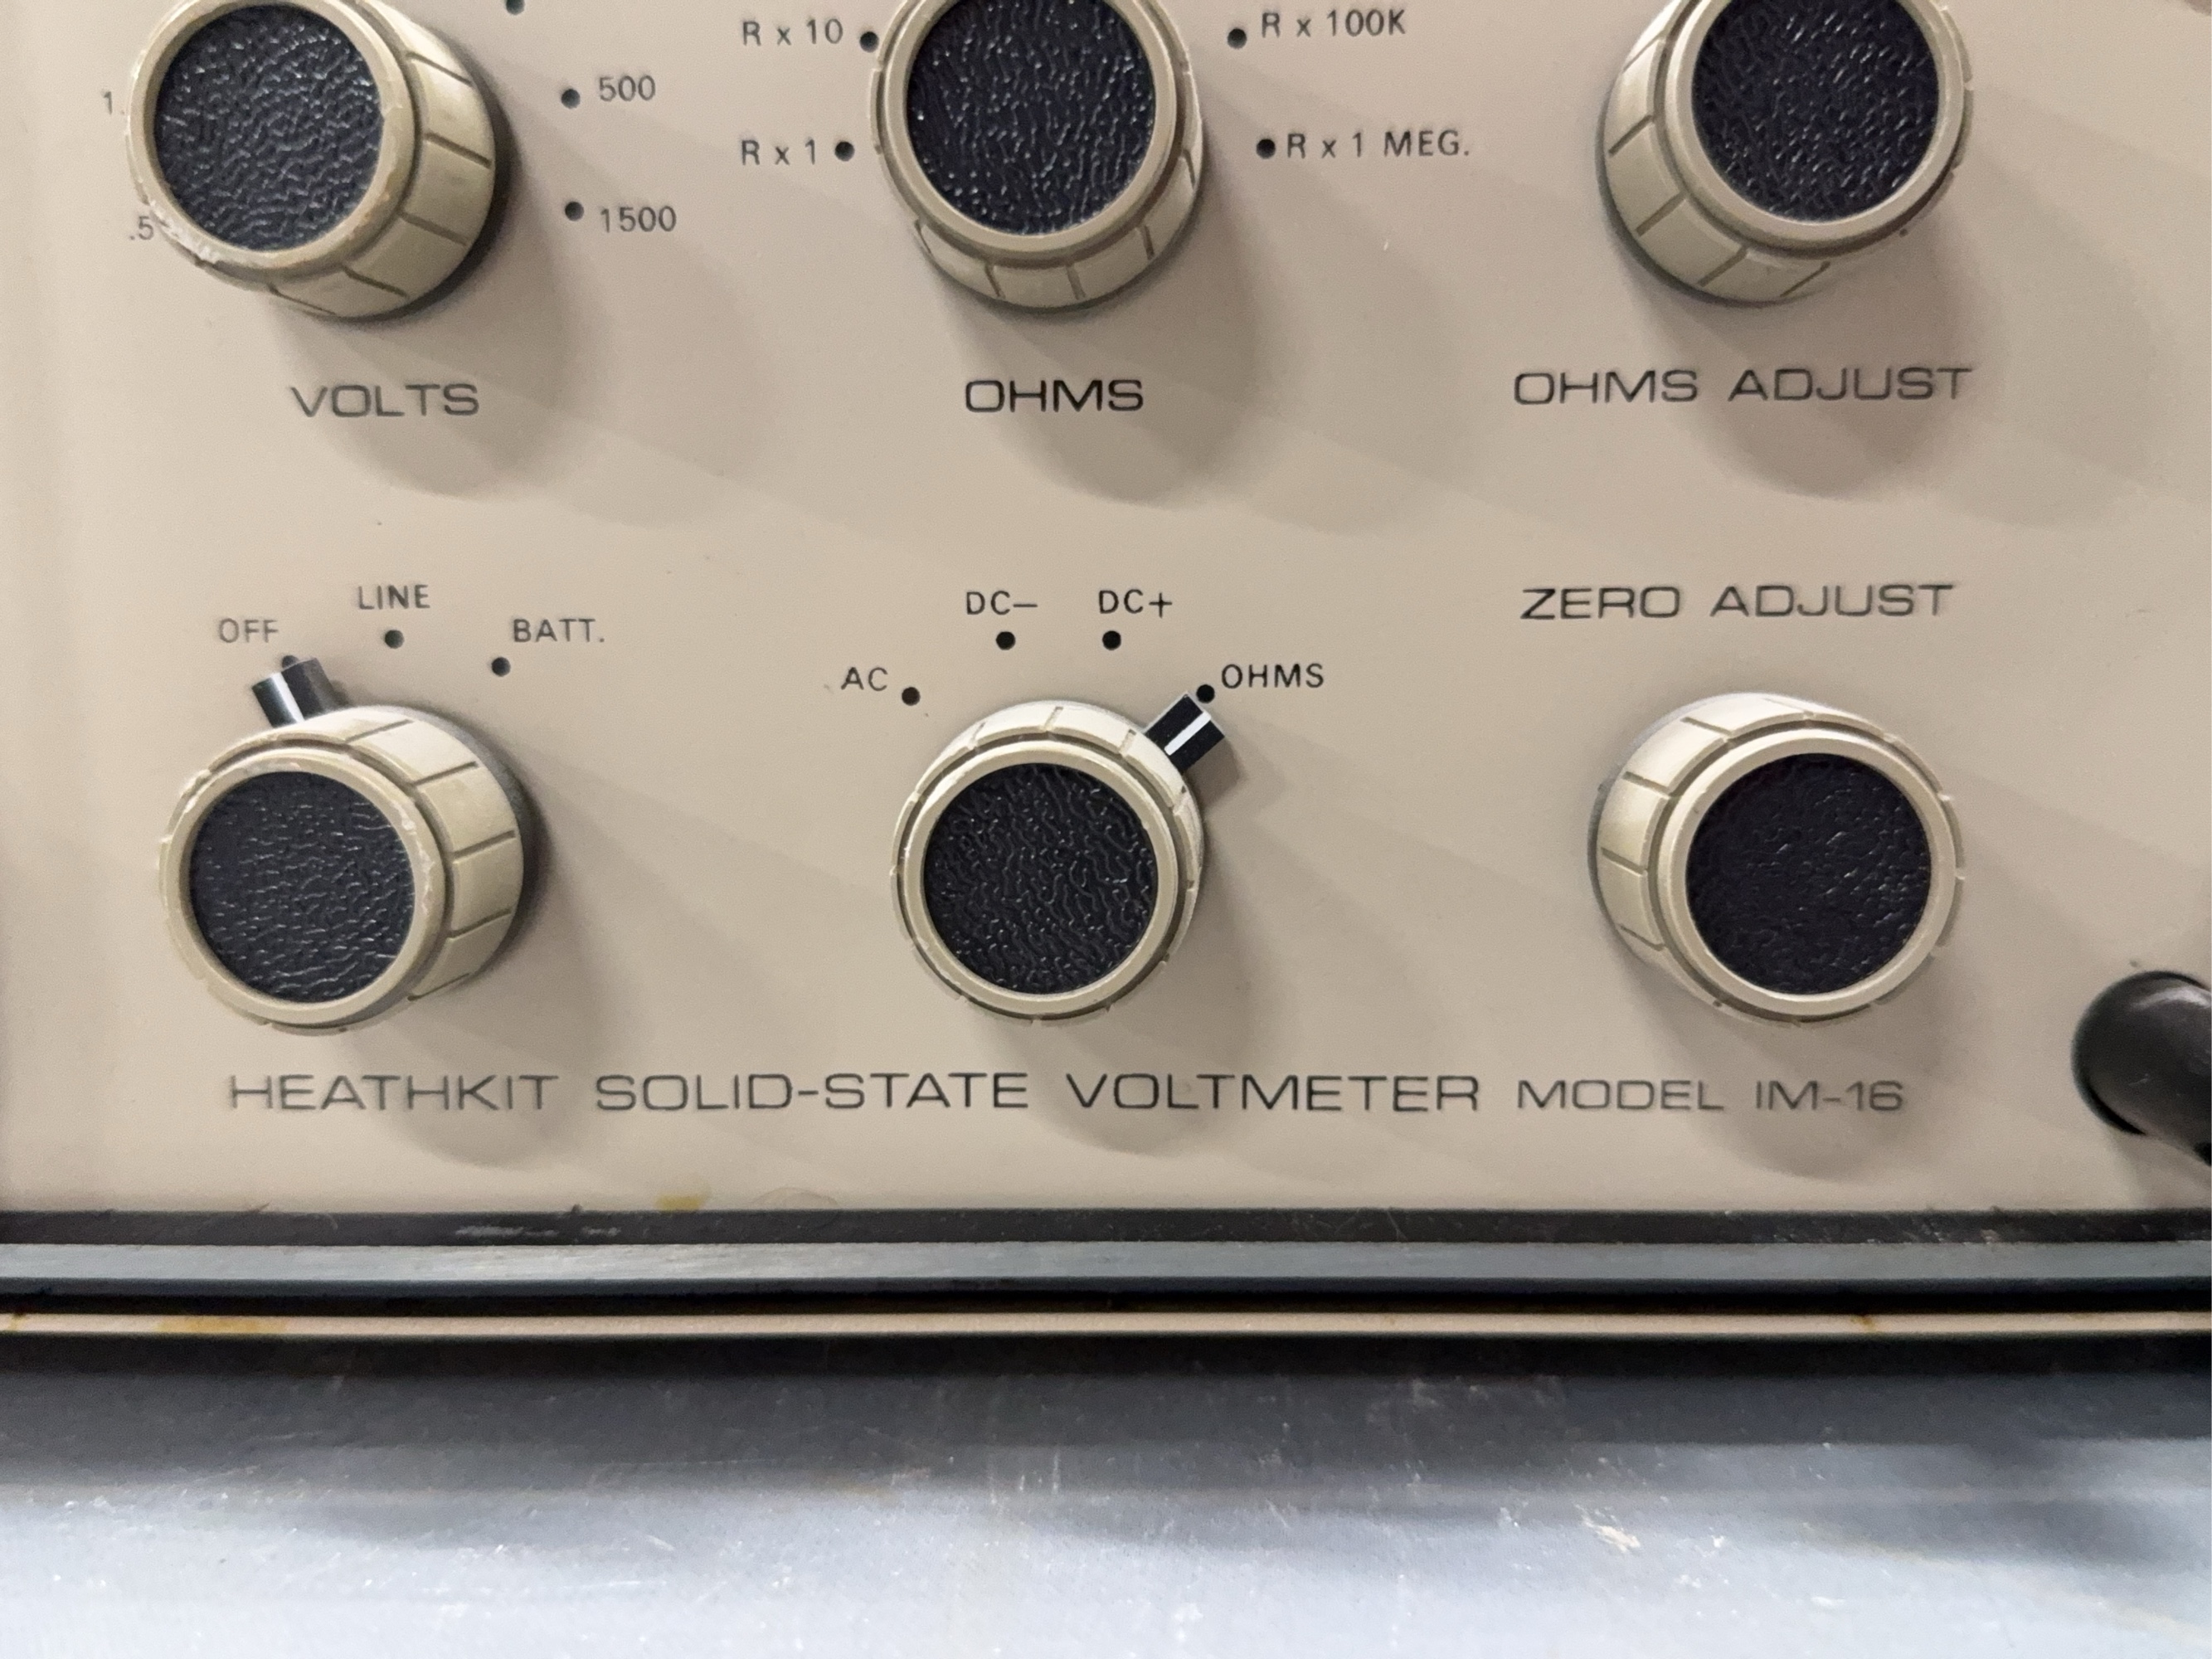 R x 10
R x 100K
500
1.
R x 1
R x 1 MEG.
.5
1500
VOLTS
OHMS
OHMS ADJUST
OFF
LINE
BATT.
DC–
DC+
AC
OHMS
ZERO ADJUST
HEATHKIT SOLID-STATE VOLTMETER MODEL IM-16